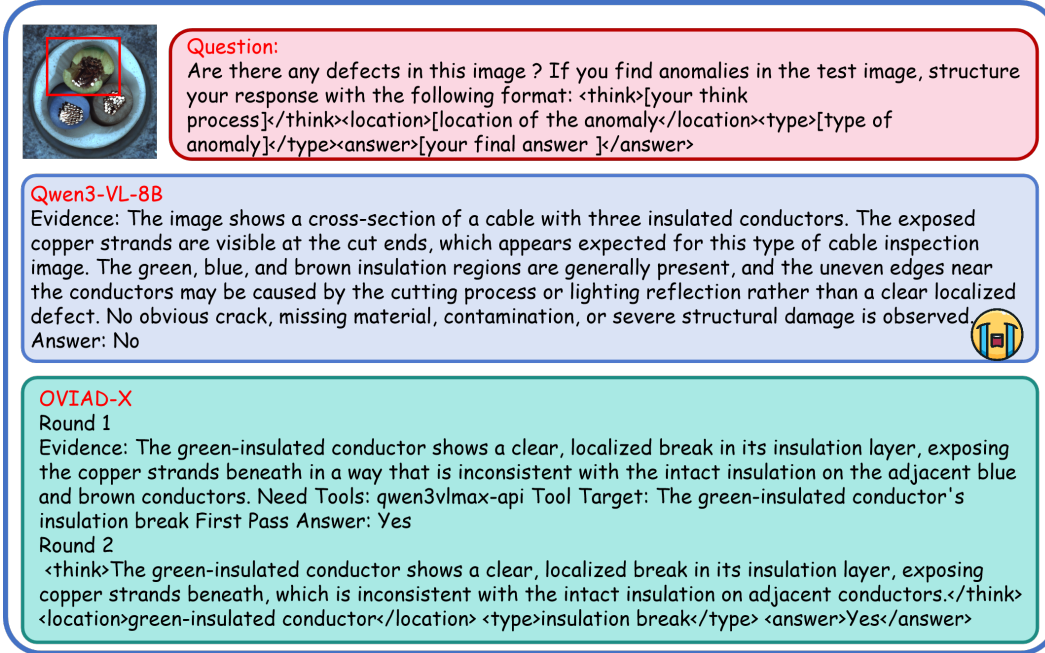 Question:
Are there any defects in this image ? If you find anomalies in the test image, structure
your response with the following format: <think>[your think
process]</think><location>[location of the anomaly</location><type>[type of
anomaly]</type><answer>[your final answer ]</answer>
Qwen3-VL-8B
Evidence: The image shows a cross-section of a cable with three insulated conductors. The exposed
copper strands are visible at the cut ends, which appears expected for this type of cable inspection
image. The green, blue, and brown insulation regions are generally present, and the uneven edges near
the conductors may be caused by the cutting process or lighting reflection rather than a clear localized
defect. No obvious crack, missing material, contamination, or severe structural damage is observed.
Answer: No
OVIAD-X
Round 1
Evidence: The green-insulated conductor shows a clear, localized break in its insulation layer, exposing
the copper strands beneath in a way that is inconsistent with the intact insulation on the adjacent blue
and brown conductors. Need Tools: qwen3vlmax-api Tool Target: The green-insulated conductor's
insulation break First Pass Answer: Yes
Round 2
<think>The green-insulated conductor shows a clear, localized break in its insulation layer, exposing
copper strands beneath, which is inconsistent with the intact insulation on adjacent conductors.</think>
<location>green-insulated conductor</location> <type>insulation break</type> <answer>Yes</answer>